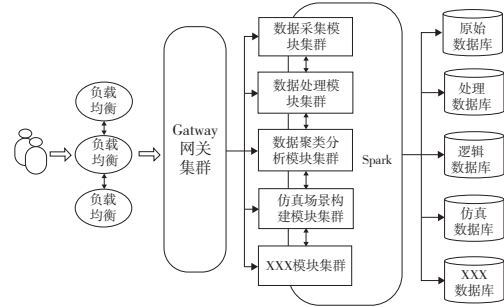 负载
均衡
负载
均衡
负载
均衡
Gatway
网关
集群
数据采集模
块集群
数据处理模
块集群
数据聚类分
析模块集群
仿真场景构
建模块集群
XXX模块集群
Spark
原始
数据库
处理
数据库
逻辑
数据库
仿真
数据库
XXX
数据库